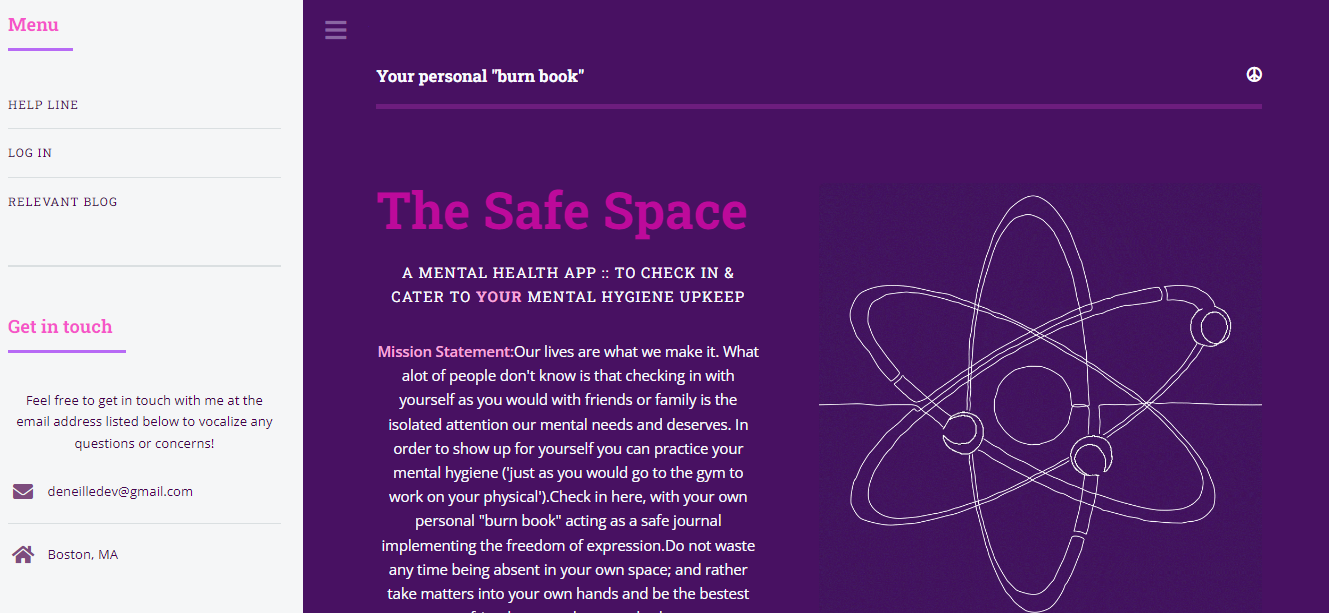 Menu
HELP LINE
LOG IN
RELEVANT BLOG
Get in touch
Feel free to get in touch with me at the
email address listed below to vocalize any
questions or concerns!
deneilledev@gmail.com
Boston, MA
Your personal "burn book"
The Safe Space
A MENTAL HEALTH APP :: TO CHECK IN &
CATER TO YOUR MENTAL HYGIENE UPKEEP
Mission Statement:Our lives are what we make it. What
alot of people don't know is that checking in with
yourself as you would with friends or family is the
isolated attention our mental needs and deserves. In
order to show up for yourself you can practice your
mental hygiene ('just as you would go to the gym to
work on your physical').Check in here, with your own
personal "burn book" acting as a safe journal
implementing the freedom of expression.Do not waste
any time being absent in your own space; and rather
take matters into your own hands and be the bestest